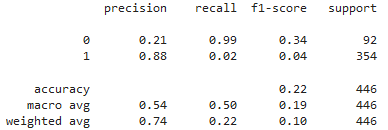 precision recall f1-score support
0 0.21 0.99 0.34 92
1 0.88 0.02 0.04 354
accuracy 0.22 446
macro avg 0.54 0.50 0.19 446
weighted avg 0.74 0.22 0.10 446